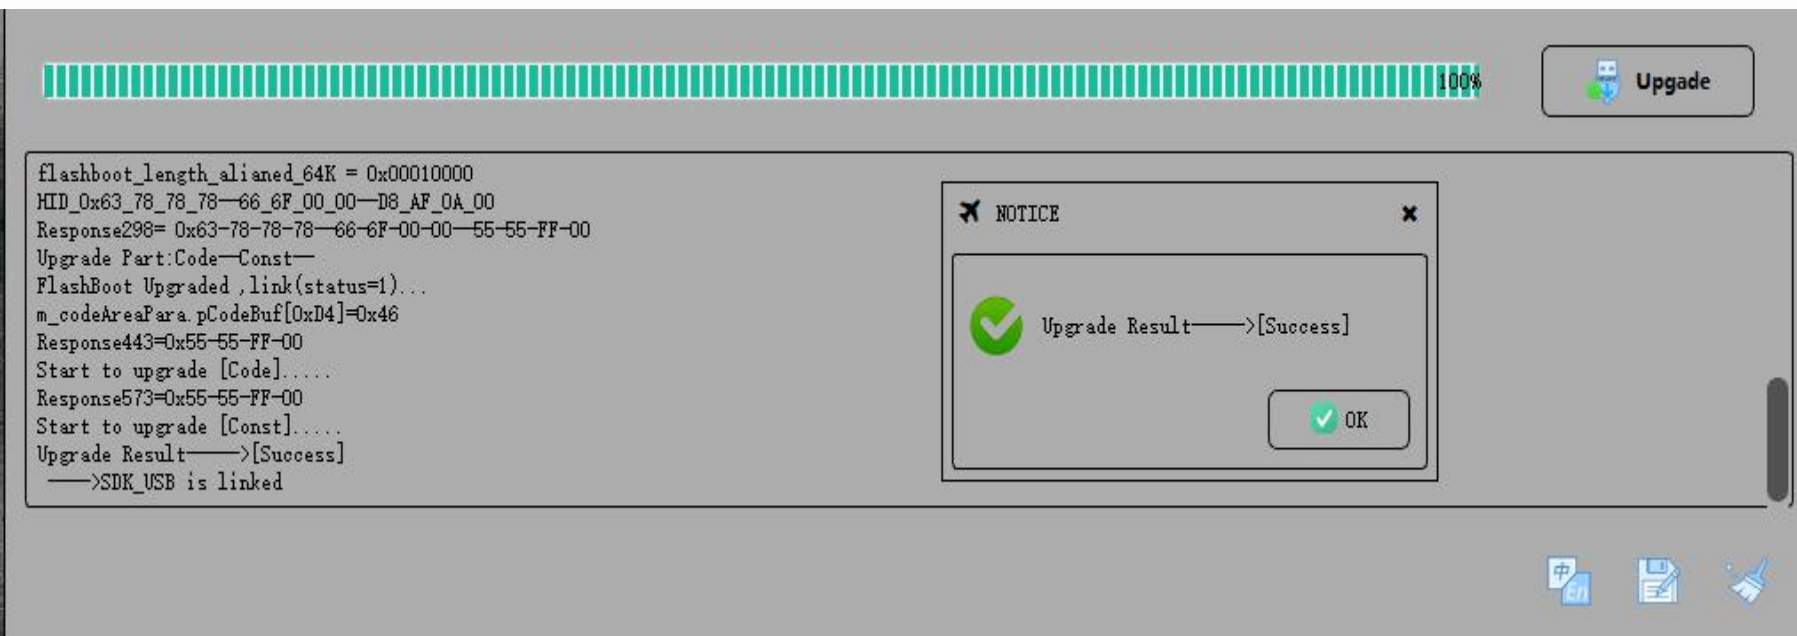 100%
Upgade
flashboot_length_alianed_64K = 0x00010000
HID_0x63_78_78_78--66_6F_00_00--D8_AF_0A_00
Response298= 0x63-78-78-78--66-6F-00-00--55-55-FF-00
Upgrade Part:Code--Const--
FlashBoot Upgraded ,link(status=1)...
m_codeAreaPara.pCodeBuf[0xD4]=0x46
Response443=0x55-55-FF-00
Start to upgrade [Code].....
Response573=0x55-55-FF-00
Start to upgrade [Const].....
Upgrade Result---->[Success]
---->SDK_USB is linked
NOTICE
Upgrade Result---->[Success]
OK
中
En